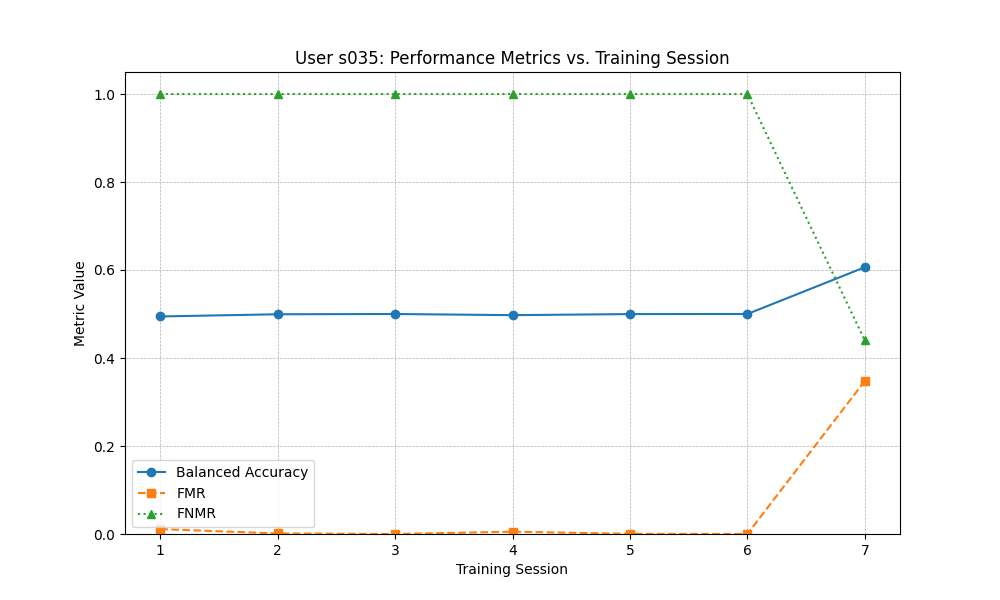 User s035: Performance Metrics vs. Training Session
1.0
0.8
0.6
0.4
0.2
0.0
Metric Value
Balanced Accuracy
FMR
FNMR
1 2 3 4 5 6 7
Training Session